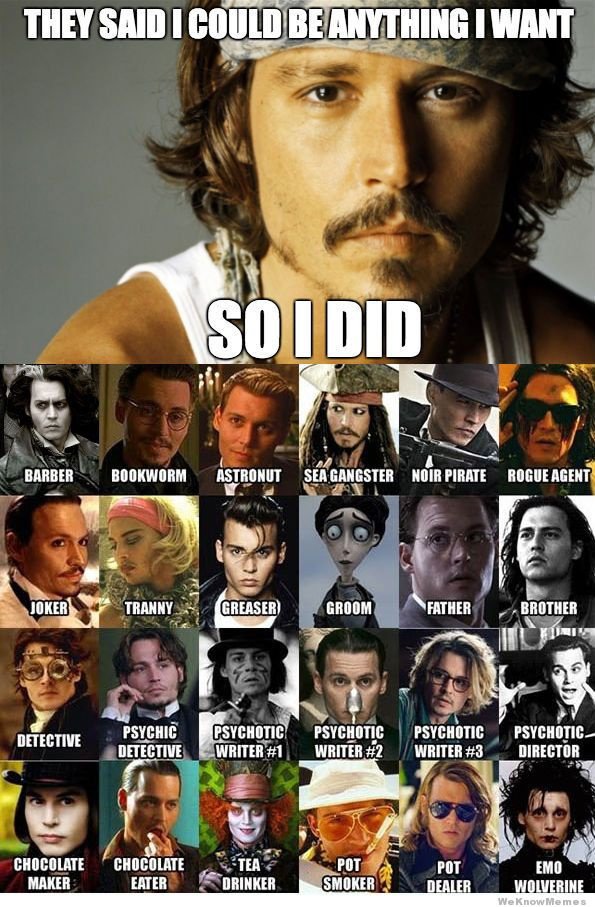 THEY SAID I COULD BE ANYTHING I WANT
SO I DID
BARBER
BOOKWORM
ASTRONUT
SEA GANGSTER
NOIR PIRATE
ROGUE AGENT
JOKER
TRANNY
GREASER
GROOM
FATHER
BROTHER
DETECTIVE
PSYCHIC
DETECTIVE
PSYCHOTIC
WRITER #1
PSYCHOTIC
WRITER #2
PSYCHOTIC
WRITER #3
PSYCHOTIC
DIRECTOR
CHOCOLATE
MAKER
CHOCOLATE
EATER
TEA
DRINKER
POT
SMOKER
POT
DEALER
EMO
WOLVERINE
WeKnowMemes